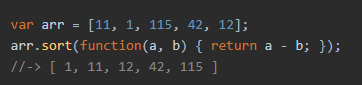 var arr = [11, 1, 115, 42, 12];
arr.sort(function(a, b) { return a - b; });
//-> [ 1, 11, 12, 42, 115 ]